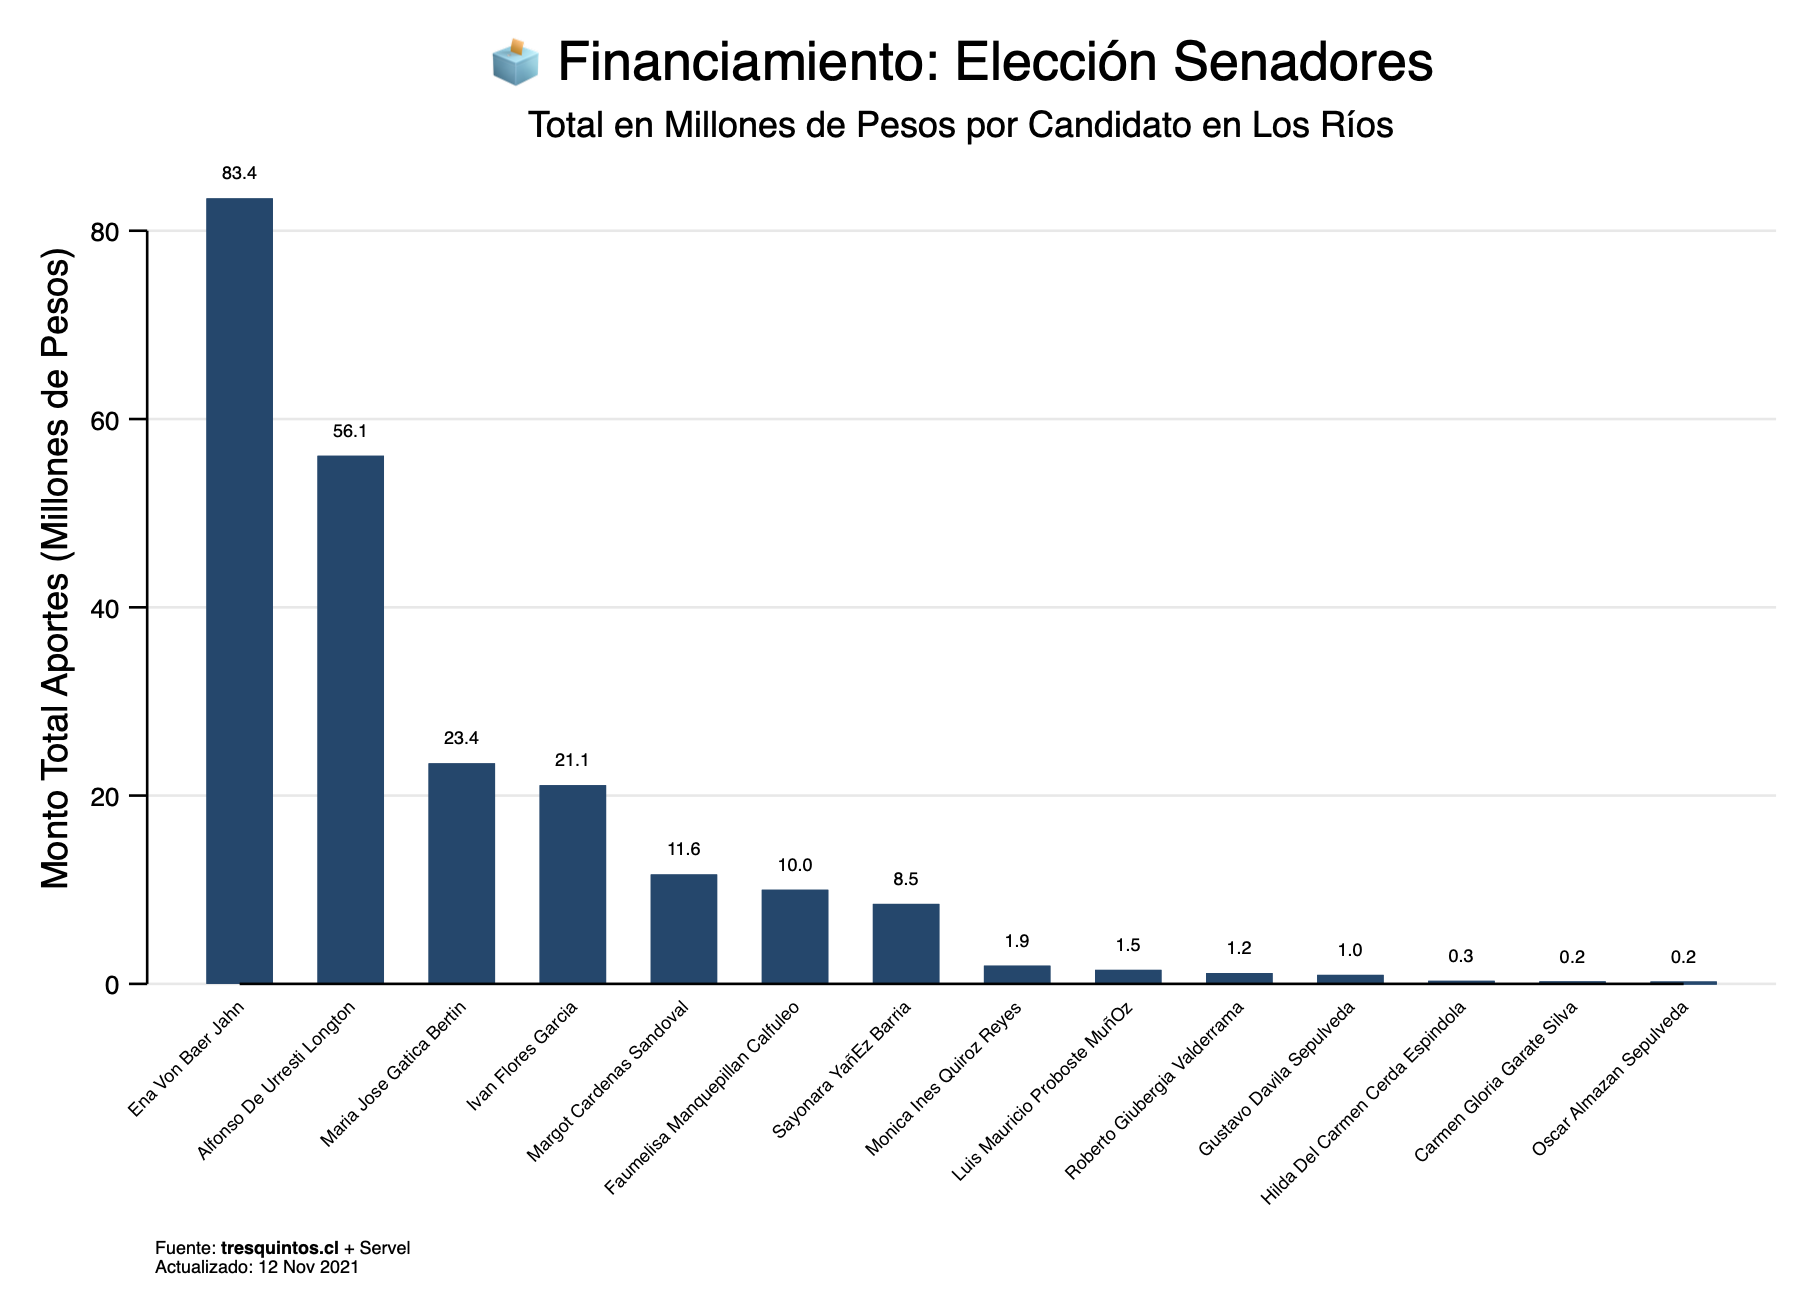 Financiamiento: Elección Senadores
Total en Millones de Pesos por Candidato en Los Ríos
Monto Total Aportes (Millones de Pesos)
80
60
40
20
0
83.4
56.1
23.4
21.1
11.6
10.0
8.5
1.9
1.5
1.2
1.0
0.3
0.2
0.2
Ena Von Baer Jahn
Alfonso De Urresti Longton
Maria Jose Gatica Bertin
Ivan Flores Garcia
Margot Cardenas Sandoval
Faumelisa Manquepillan Calfuleo
Sayonara YañEz Barria
Monica Ines Quiroz Reyes
Luis Mauricio Proboste MuñOz
Roberto Giubergia Valderrama
Gustavo Davila Sepulveda
Hilda Del Carmen Cerda Espindola
Carmen Gloria Garate Silva
Oscar Almazan Sepulveda
Fuente: tresquintos.cl + Servel
Actualizado: 12 Nov 2021